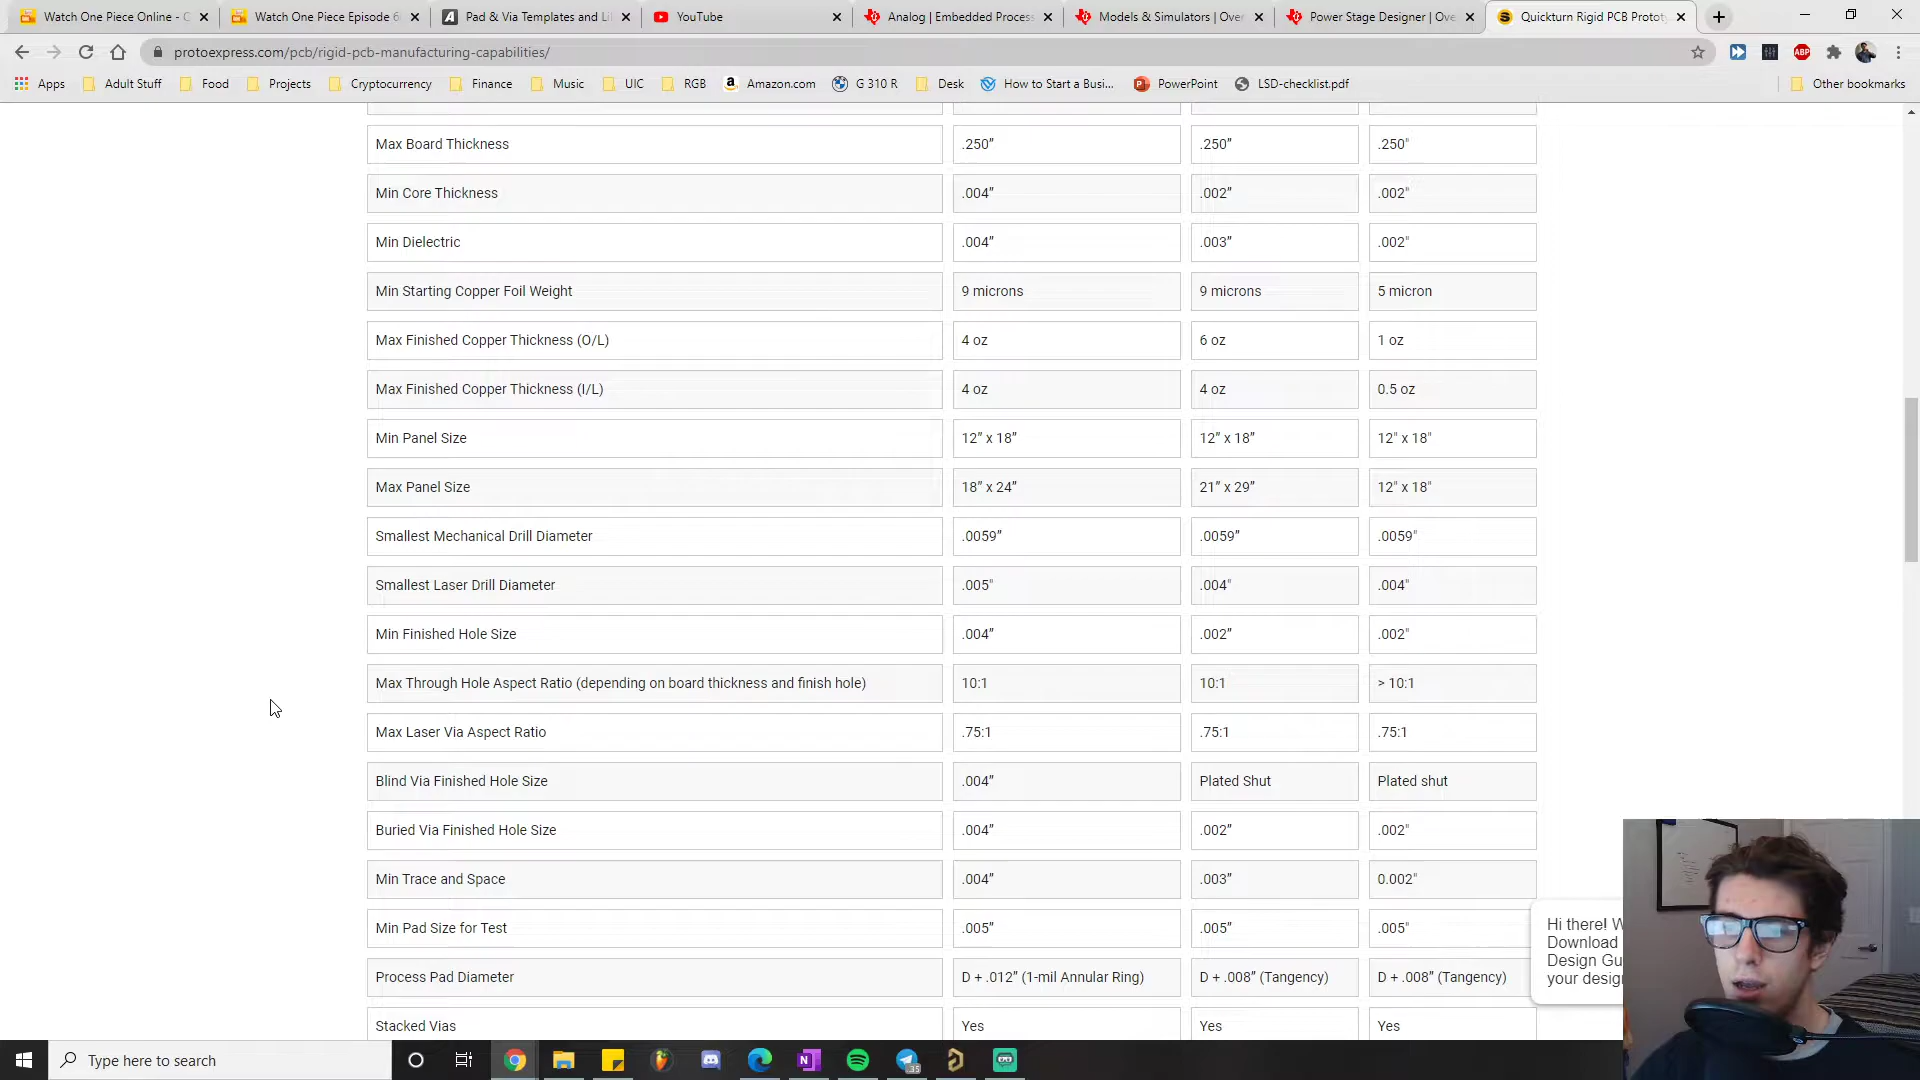 Watch One Piece Online - C
Watch One Piece Episode 6
Pad & Via Templates and Li
YouTube
Analog | Embedded Process
Models & Simulators | Over
Power Stage Designer | Ove
Quickturn Rigid PCB Prototy
protoexpress.com/pcb/rigid-pcb-manufacturing-capabilities/
ABP
Apps
Adult Stuff
Food
Projects
Cryptocurrency
Finance
Music
UIC
RGB
Amazon.com
G 310 R
Desk
How to Start a Busi...
PowerPoint
LSD-checklist.pdf
Other bookmarks
Max Board Thickness .250” .250” .250"
Min Core Thickness .004” .002” .002"
Min Dielectric .004” .003” .002"
Min Starting Copper Foil Weight 9 microns 9 microns 5 micron
Max Finished Copper Thickness (O/L) 4 oz 6 oz 1 oz
Max Finished Copper Thickness (I/L) 4 oz 4 oz 0.5 oz
Min Panel Size 12” x 18” 12” x 18” 12" x 18"
Max Panel Size 18” x 24” 21” x 29” 12" x 18"
Smallest Mechanical Drill Diameter .0059” .0059” .0059"
Smallest Laser Drill Diameter .005" .004" .004"
Min Finished Hole Size .004” .002” .002"
Max Through Hole Aspect Ratio (depending on board thickness and finish hole) 10:1 10:1 > 10:1
Max Laser Via Aspect Ratio .75:1 .75:1 .75:1
Blind Via Finished Hole Size .004” Plated Shut Plated shut
Buried Via Finished Hole Size .004” .002” .002"
Min Trace and Space .004” .003” 0.002"
Min Pad Size for Test .005” .005” .005"
Process Pad Diameter D + .012” (1-mil Annular Ring) D + .008” (Tangency) D + .008” (Tangency)
Stacked Vias Yes Yes Yes
Hi there! W
Download
Design Gu
your desig
Type here to search